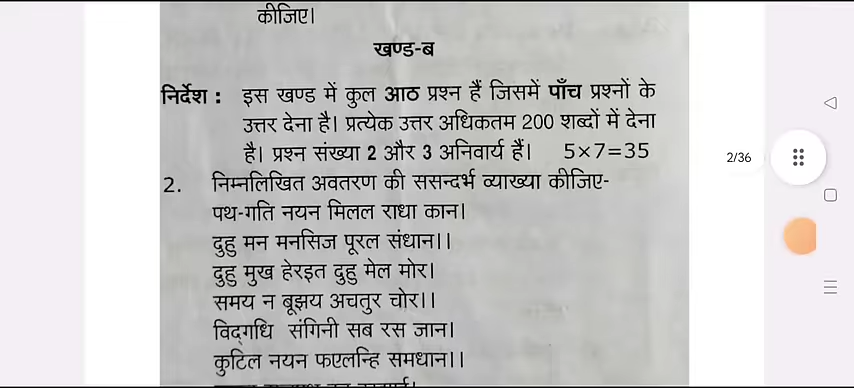 कीजिए।
खण्ड-ब
निर्देश : इस खण्ड में कुल आठ प्रश्न हैं जिसमें पाँच प्रश्नों के
उत्तर देना है। प्रत्येक उत्तर अधिकतम 200 शब्दों में देना
है। प्रश्न संख्या 2 और 3 अनिवार्य हैं। 5×7=35
2/36
2. निम्नलिखित अवतरण की ससन्दर्भ व्याख्या कीजिए-
पथ-गति नयन मिलल राधा कान।
दुहु मन मनसिज पूरल संधान।।
दुहु मुख हेरइत दुहु मेल मोर।
समय न बूझय अचतुर चोर।।
विद्गधि संगिनी सब रस जान।
कुटिल नयन फएलन्हि समधान।।